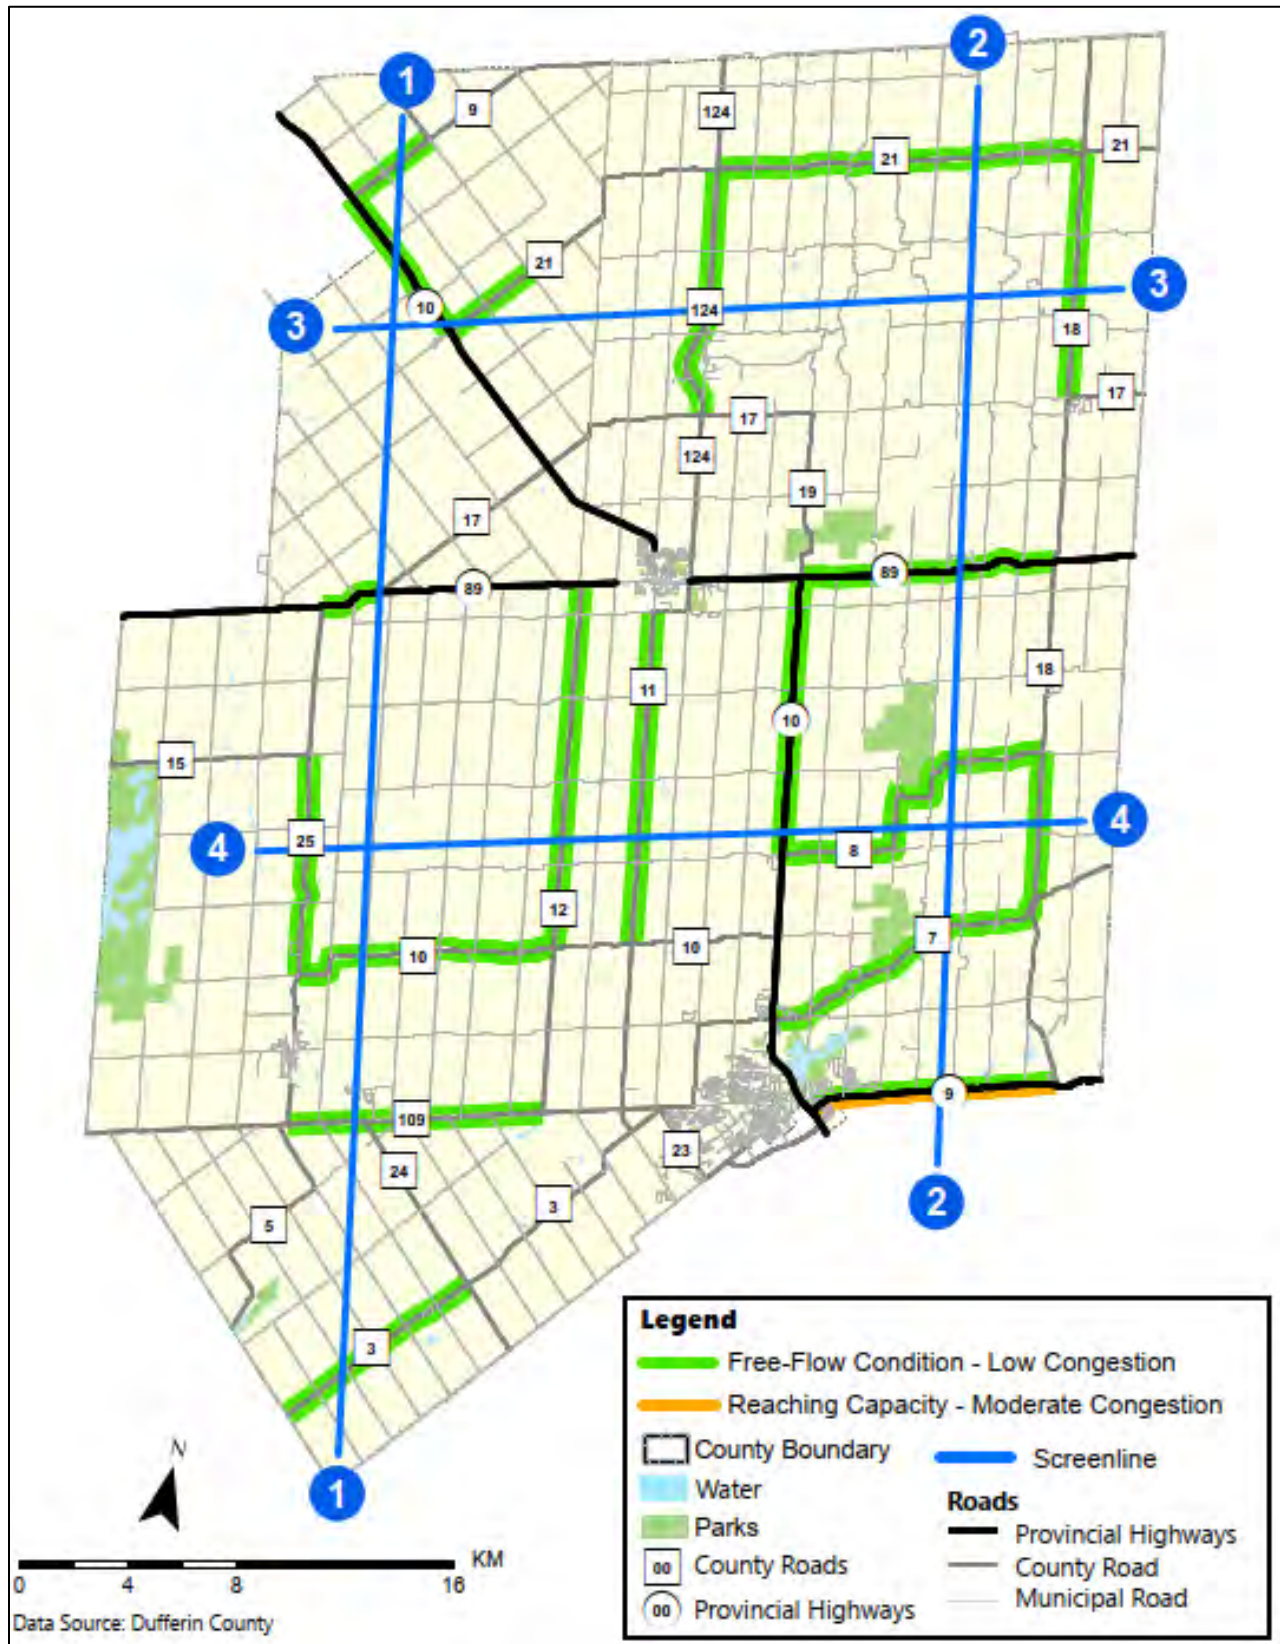 1
2
9
124
21
21
21
10
3
3
124
18
17
17
124
19
17
89
89
18
11
10
15
25
4
4
8
12
7
10
10
9
109
23
24
2
3
5
3
1
N
Legend
Free-Flow Condition - Low Congestion
Reaching Capacity - Moderate Congestion
County Boundary
Screenline
Water
Roads
Parks
Provincial Highways
00 County Roads
County Road
00 Provincial Highways
Municipal Road
KM
0 4 8 16
Data Source: Dufferin County